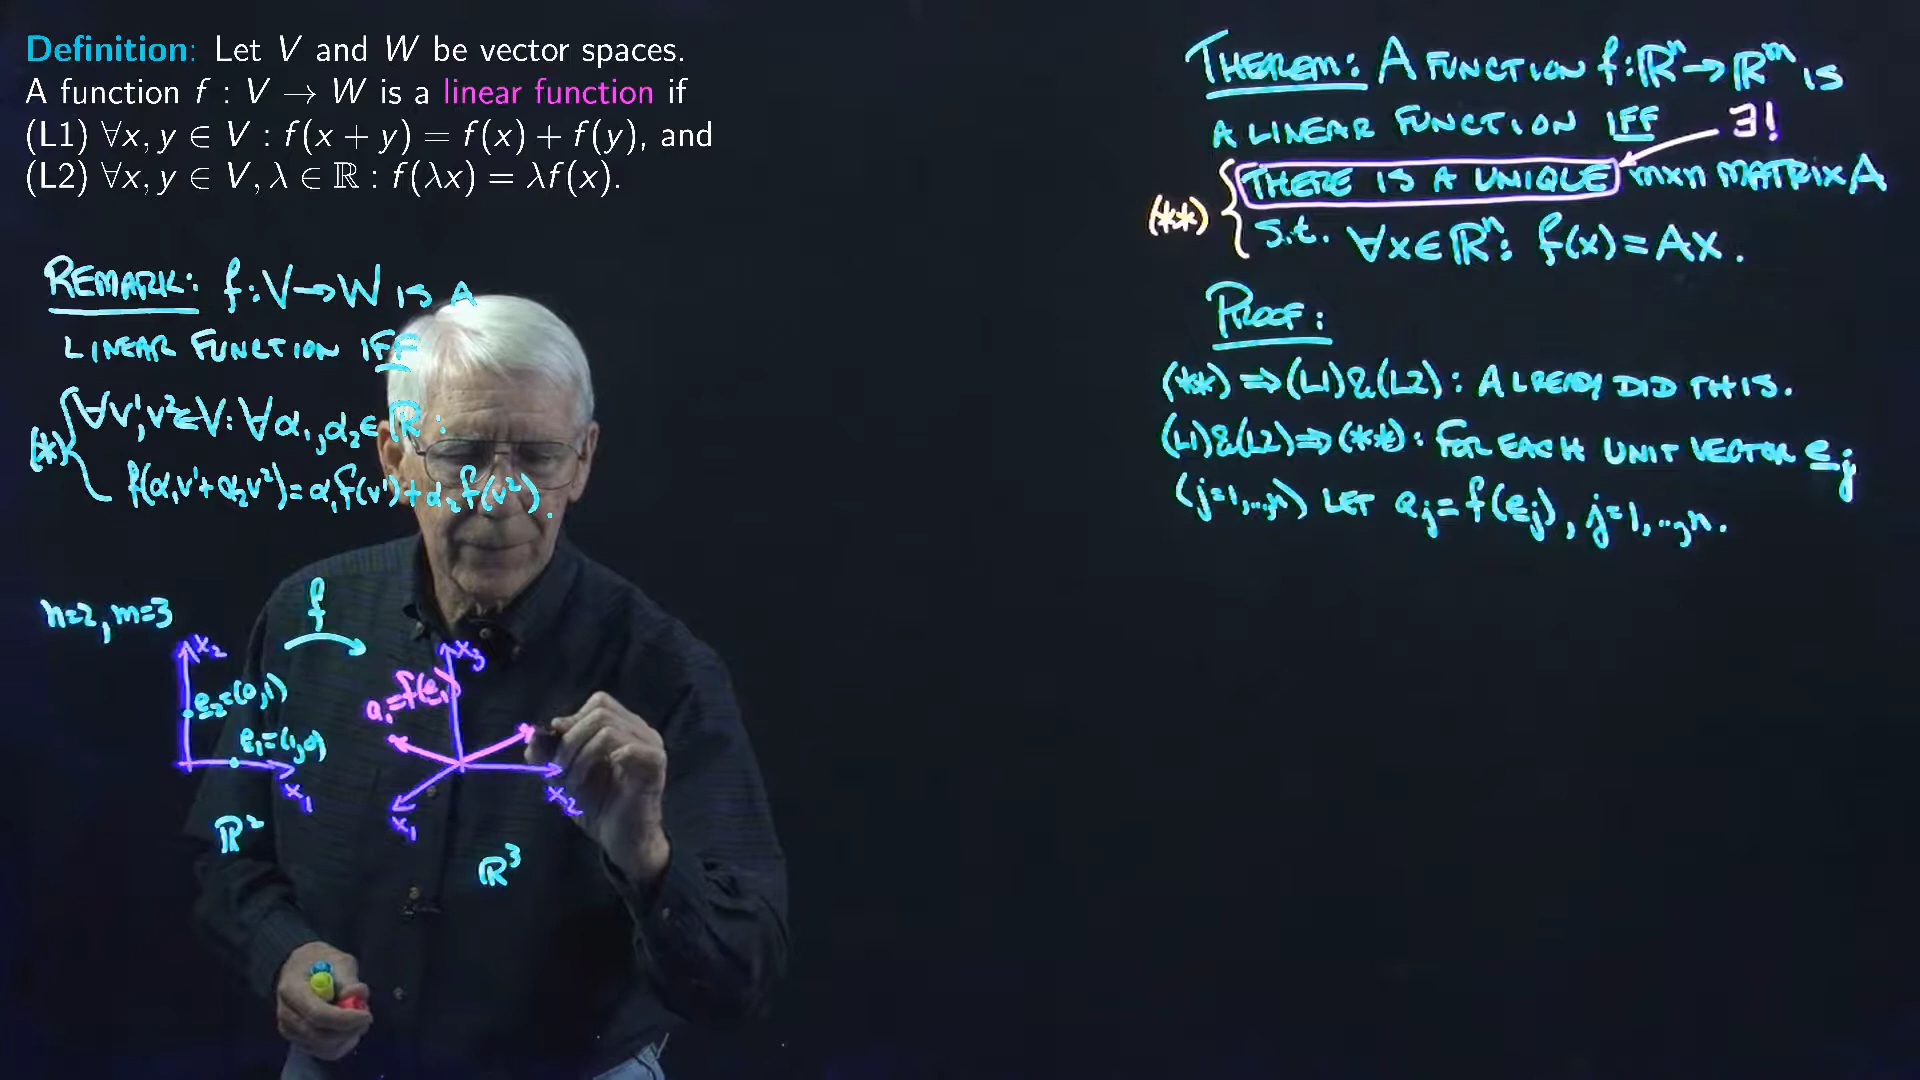 Definition: Let V and W be vector spaces.
A function f : V → W is a linear function if
(L1) ∀x, y ∈ V : f(x + y) = f(x) + f(y), and
(L2) ∀x, y ∈ V, λ ∈ ℝ : f(λx) = λf(x).
REMARK: f: V→W IS A
LINEAR FUNCTION IFF
(*) ∀v¹, v² ∈ V: ∀α₁, α₂ ∈ ℝ:
f(α₁v¹+α₂v²)=α₁f(v¹)+α₂f(v²).
n=2, m=3
f
x₂
e₂=(0,1)
e₁=(1,0)
x₁
ℝ²
x₃
a₁=f(e₁)
x₂
x₁
ℝ³
THEOREM: A FUNCTION f: ℝⁿ→ℝᵐ IS
A LINEAR FUNCTION IFF ∃!
(**) THERE IS A UNIQUE m×n MATRIX A
s.t. ∀x∈ℝⁿ: f(x)=Ax.
PROOF:
(**)⇒(L1)&(L2): ALREADY DID THIS.
(L1)&(L2)⇒(**): FOR EACH UNIT VECTOR e_j
(j=1,...,n) LET a_j=f(e_j), j=1,...,n.